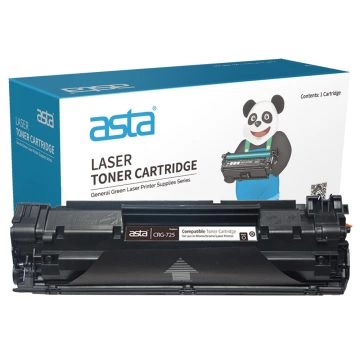 Contents: 1 Cartridge
asta
LASER
TONER CARTRIDGE
General Green Laser Printer Supplies Series
asta
CRG-725
Compatible Toner Cartridge